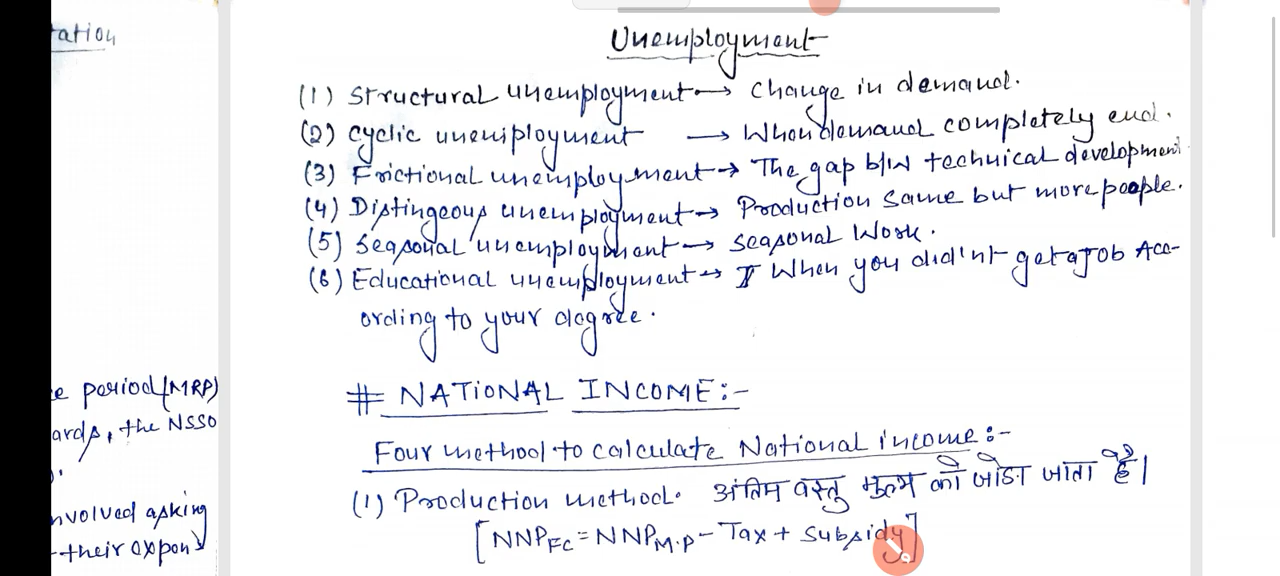 ation
Unemployment
(1) Structural unemployment → Change in demand.
(2) Cyclic unemployment → When demand completely end.
(3) Frictional unemployment → The gap b/w technical development
(4) Distingeous unemployment → Production same but more people.
(5) Seasonal unemployment → Seasonal Work.
(6) Educational unemployment → When you did'nt get a Job Acc-
ording to your degree.
e period (MRP)
ards, the NSSO
nvolved asking
their expen
# NATIONAL INCOME:-
Four method to calculate National income:-
(1) Production method. अंतिम वस्तु मुल्य को जोडा जाता है।
[NNPFC = NNPM.P - Tax + Subsidy]